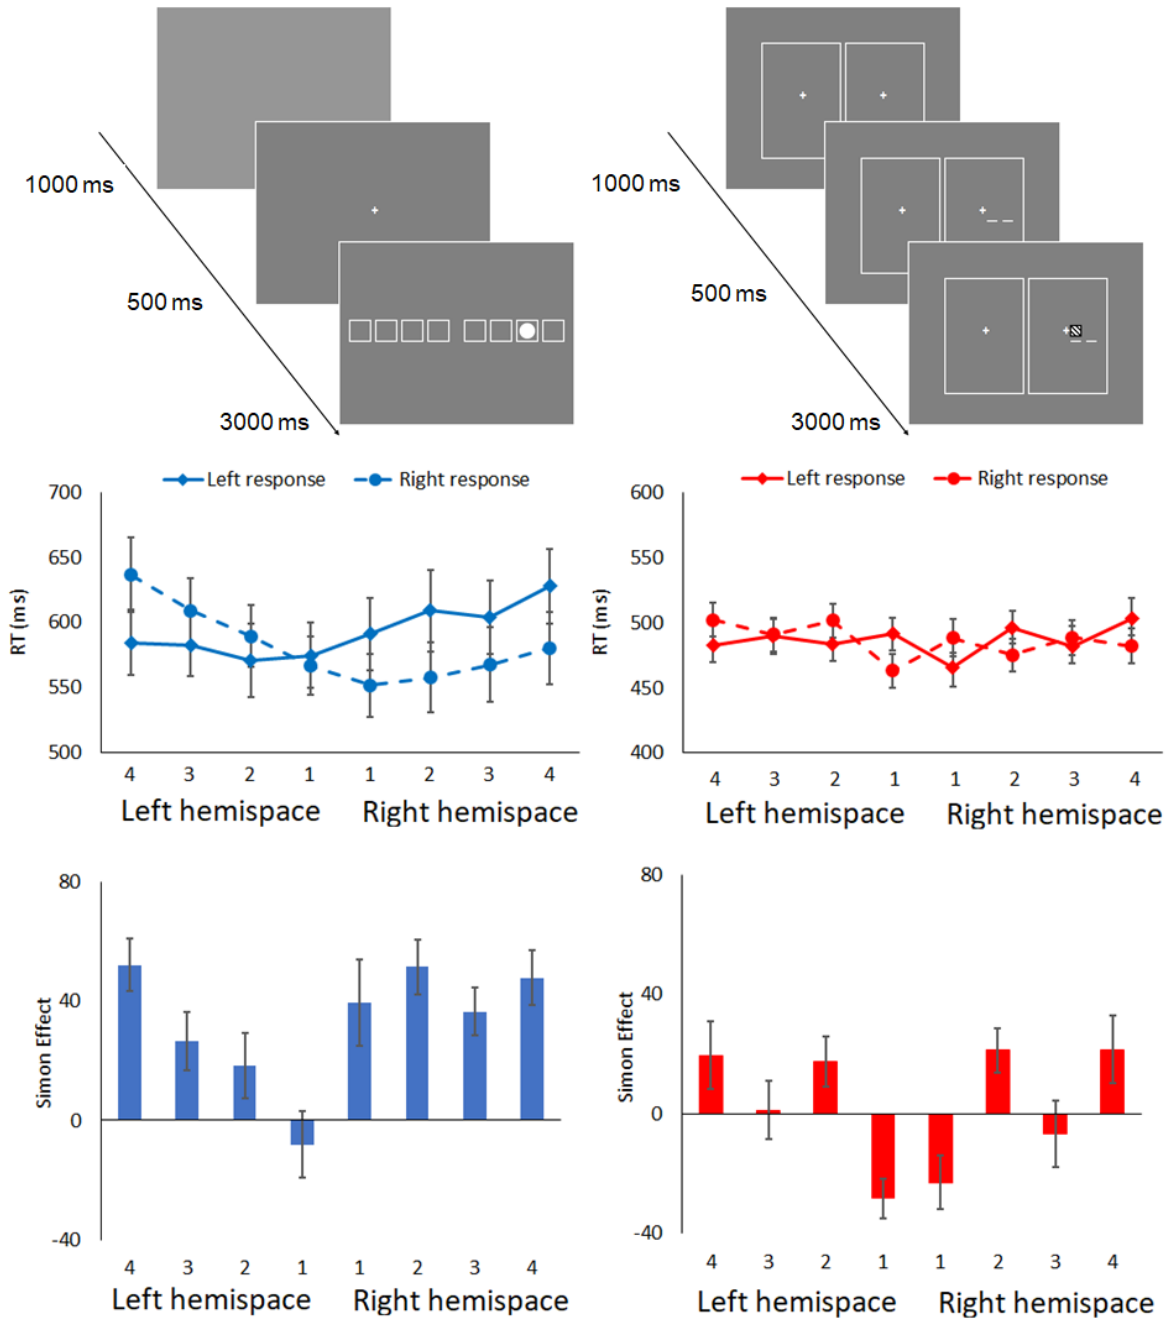 1000 ms
500 ms
3000 ms
1000 ms
500 ms
3000 ms
Left response Right response
700
650
600
550
500
RT (ms)
4 3 2 1 1 2 3 4
Left hemispace Right hemispace
Left response Right response
600
550
500
450
400
RT (ms)
4 3 2 1 1 2 3 4
Left hemispace Right hemispace
80
40
0
-40
Simon Effect
4 3 2 1 1 2 3 4
Left hemispace Right hemispace
80
40
0
-40
Simon Effect
4 3 2 1 1 2 3 4
Left hemispace Right hemispace